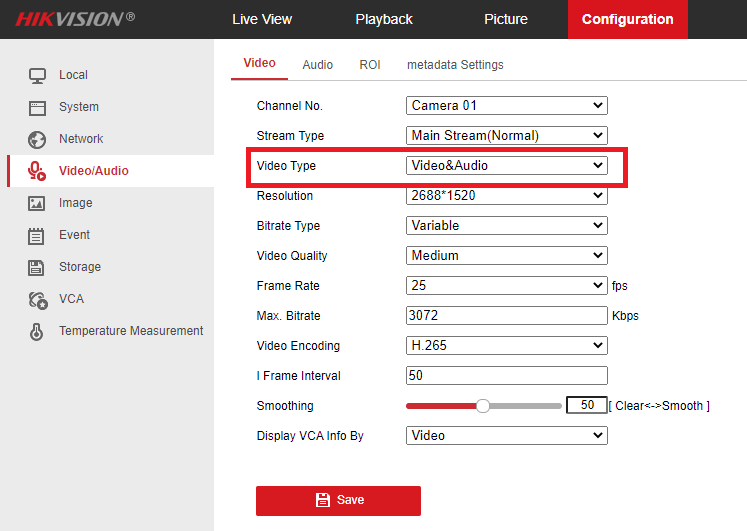 HIKVISION®
Live View Playback Picture Configuration
Local
System
Network
Video/Audio
Image
Event
Storage
VCA
Temperature Measurement
Video Audio ROI metadata Settings
Channel No. Camera 01
Stream Type Main Stream(Normal)
Video Type Video&Audio
Resolution 2688*1520
Bitrate Type Variable
Video Quality Medium
Frame Rate 25 fps
Max. Bitrate 3072 Kbps
Video Encoding H.265
I Frame Interval 50
Smoothing 50 [ Clear<->Smooth ]
Display VCA Info By Video
Save